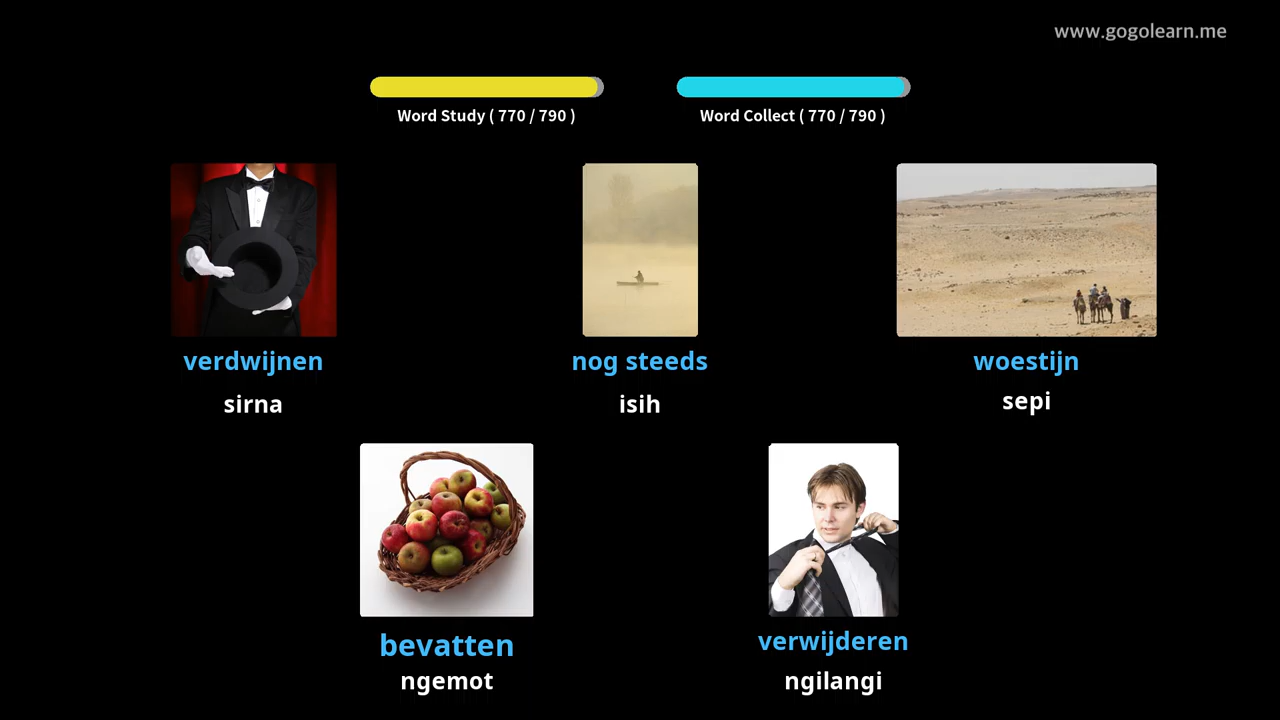 www.gogolearn.me
Word Study ( 770 / 790 )
Word Collect ( 770 / 790 )
verdwijnen
sirna
nog steeds
isih
woestijn
sepi
bevatten
ngemot
verwijderen
ngilangi